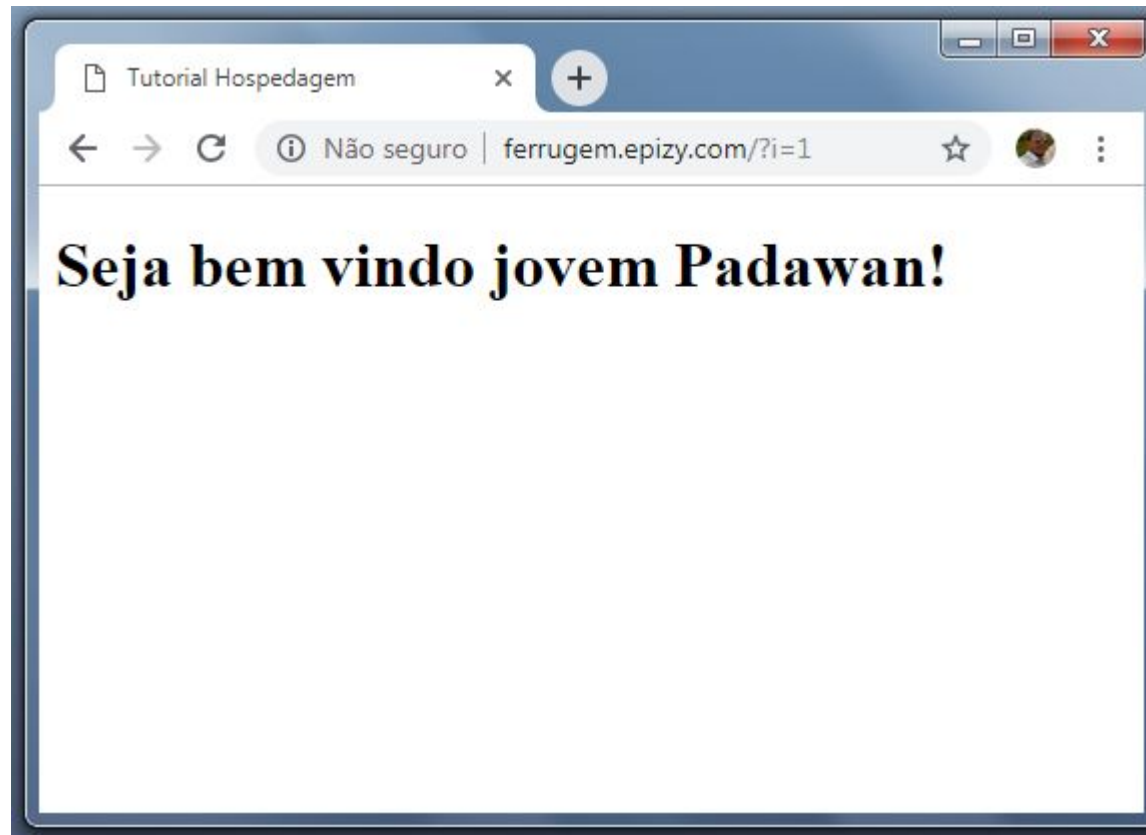 Tutorial Hospedagem
Não seguro | ferrugem.epizy.com/?i=1
Seja bem vindo jovem Padawan!